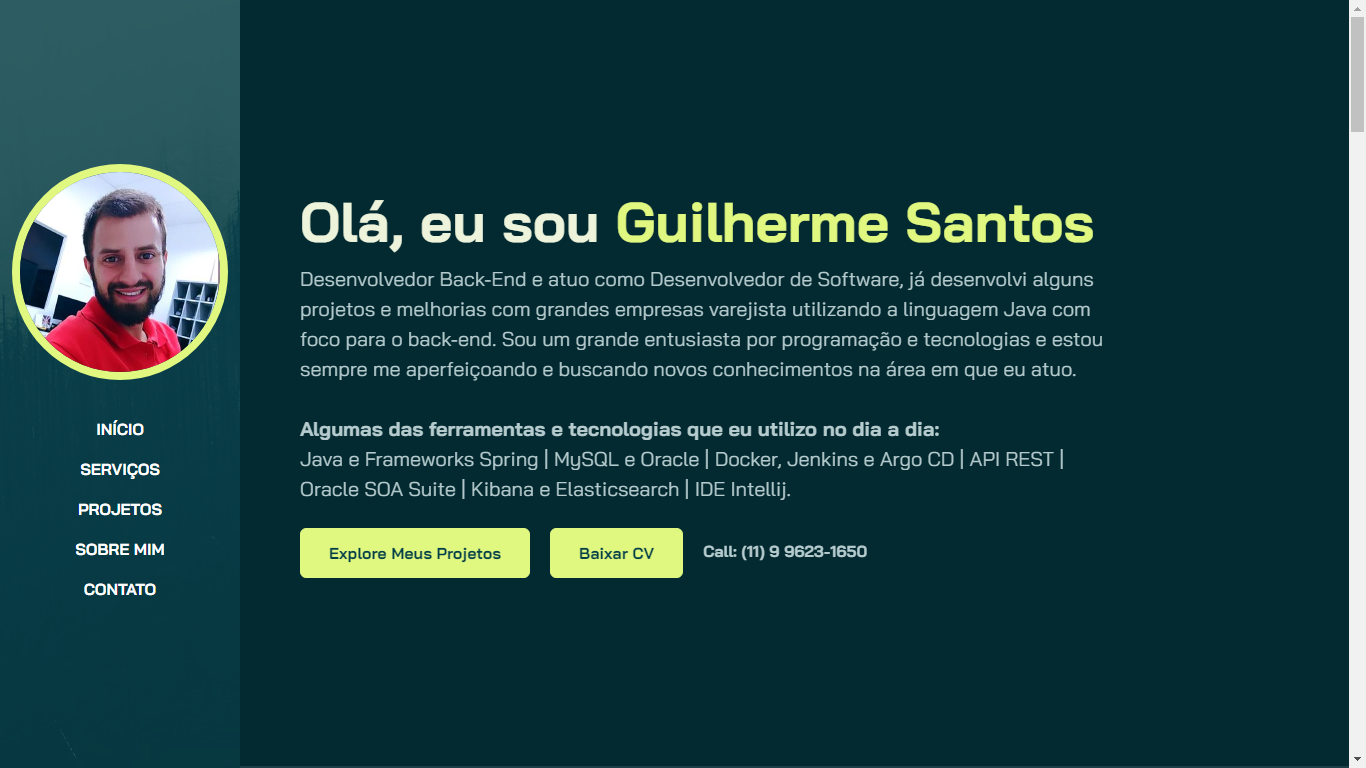 INÍCIO
SERVIÇOS
PROJETOS
SOBRE MIM
CONTATO
Olá, eu sou Guilherme Santos
Desenvolvedor Back-End e atuo como Desenvolvedor de Software, já desenvolvi alguns
projetos e melhorias com grandes empresas varejista utilizando a linguagem Java com
foco para o back-end. Sou um grande entusiasta por programação e tecnologias e estou
sempre me aperfeiçoando e buscando novos conhecimentos na área em que eu atuo.
Algumas das ferramentas e tecnologias que eu utilizo no dia a dia:
Java e Frameworks Spring | MySQL e Oracle | Docker, Jenkins e Argo CD | API REST |
Oracle SOA Suite | Kibana e Elasticsearch | IDE Intellij.
Explore Meus Projetos
Baixar CV
Call: (11) 9 9623-1650